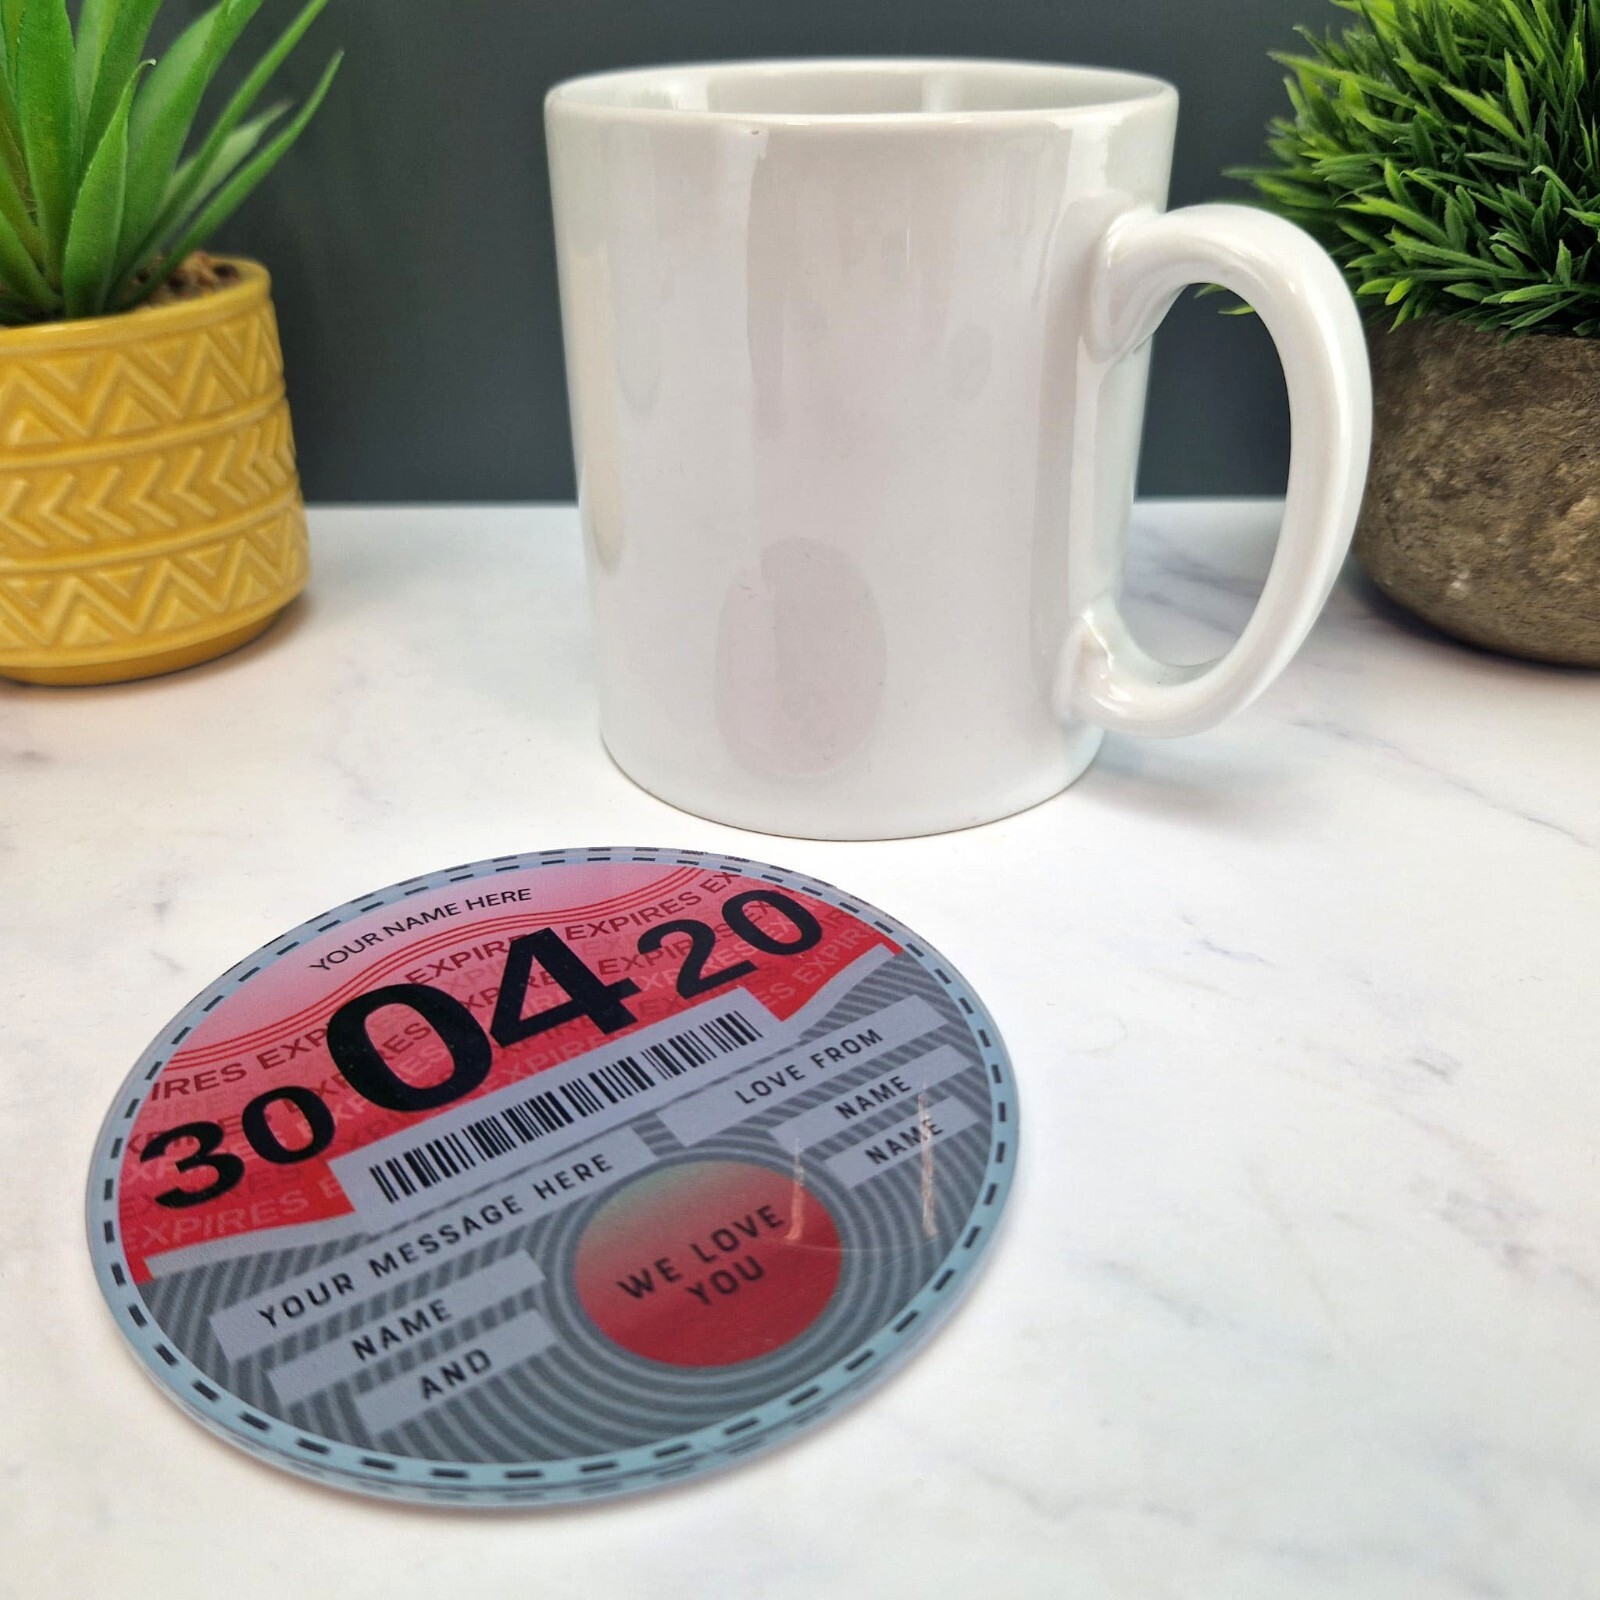 YOUR NAME HERE
EXPIRES EXPIRES
30 04 20
EXPIRES
LOVE FROM
NAME
NAME
YOUR MESSAGE HERE
NAME
AND
WE LOVE
YOU